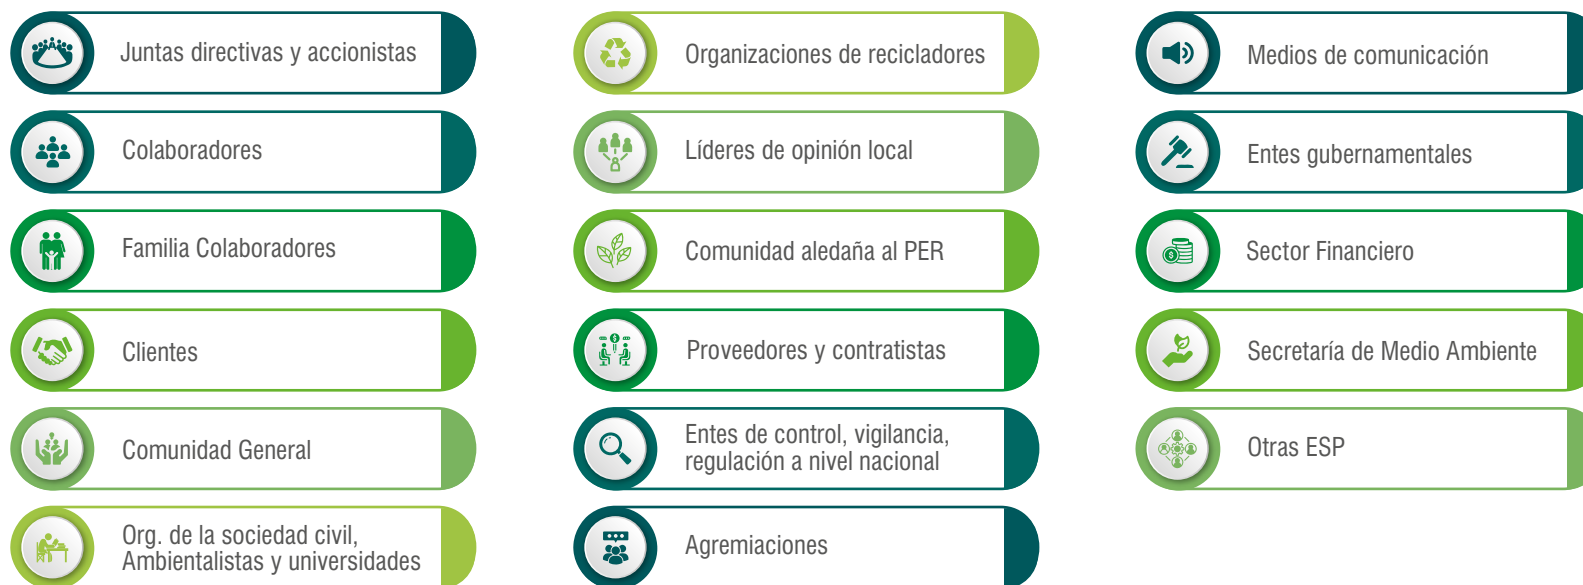 Juntas directivas y accionistas
Colaboradores
Familia Colaboradores
Clientes
Comunidad General
Org. de la sociedad civil,
Ambientalistas y universidades
Organizaciones de recicladores
Líderes de opinión local
Comunidad aledaña al PER
Proveedores y contratistas
Entes de control, vigilancia,
regulación a nivel nacional
Agremiaciones
Medios de comunicación
Entes gubernamentales
Sector Financiero
Secretaría de Medio Ambiente
Otras ESP